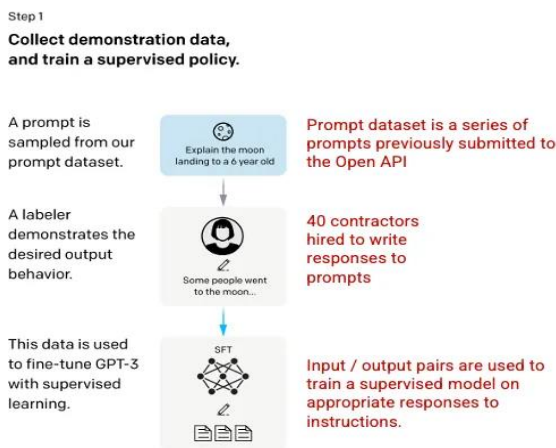 Step 1
Collect demonstration data,
and train a supervised policy.
A prompt is
sampled from our
prompt dataset.
Explain the moon
landing to a 6 year old
Prompt dataset is a series of
prompts previously submitted to
the Open API
A labeler
demonstrates the
desired output
behavior.
Some people went
to the moon...
40 contractors
hired to write
responses to
prompts
This data is used
to fine-tune GPT-3
with supervised
learning.
SFT
Input / output pairs are used to
train a supervised model on
appropriate responses to
instructions.